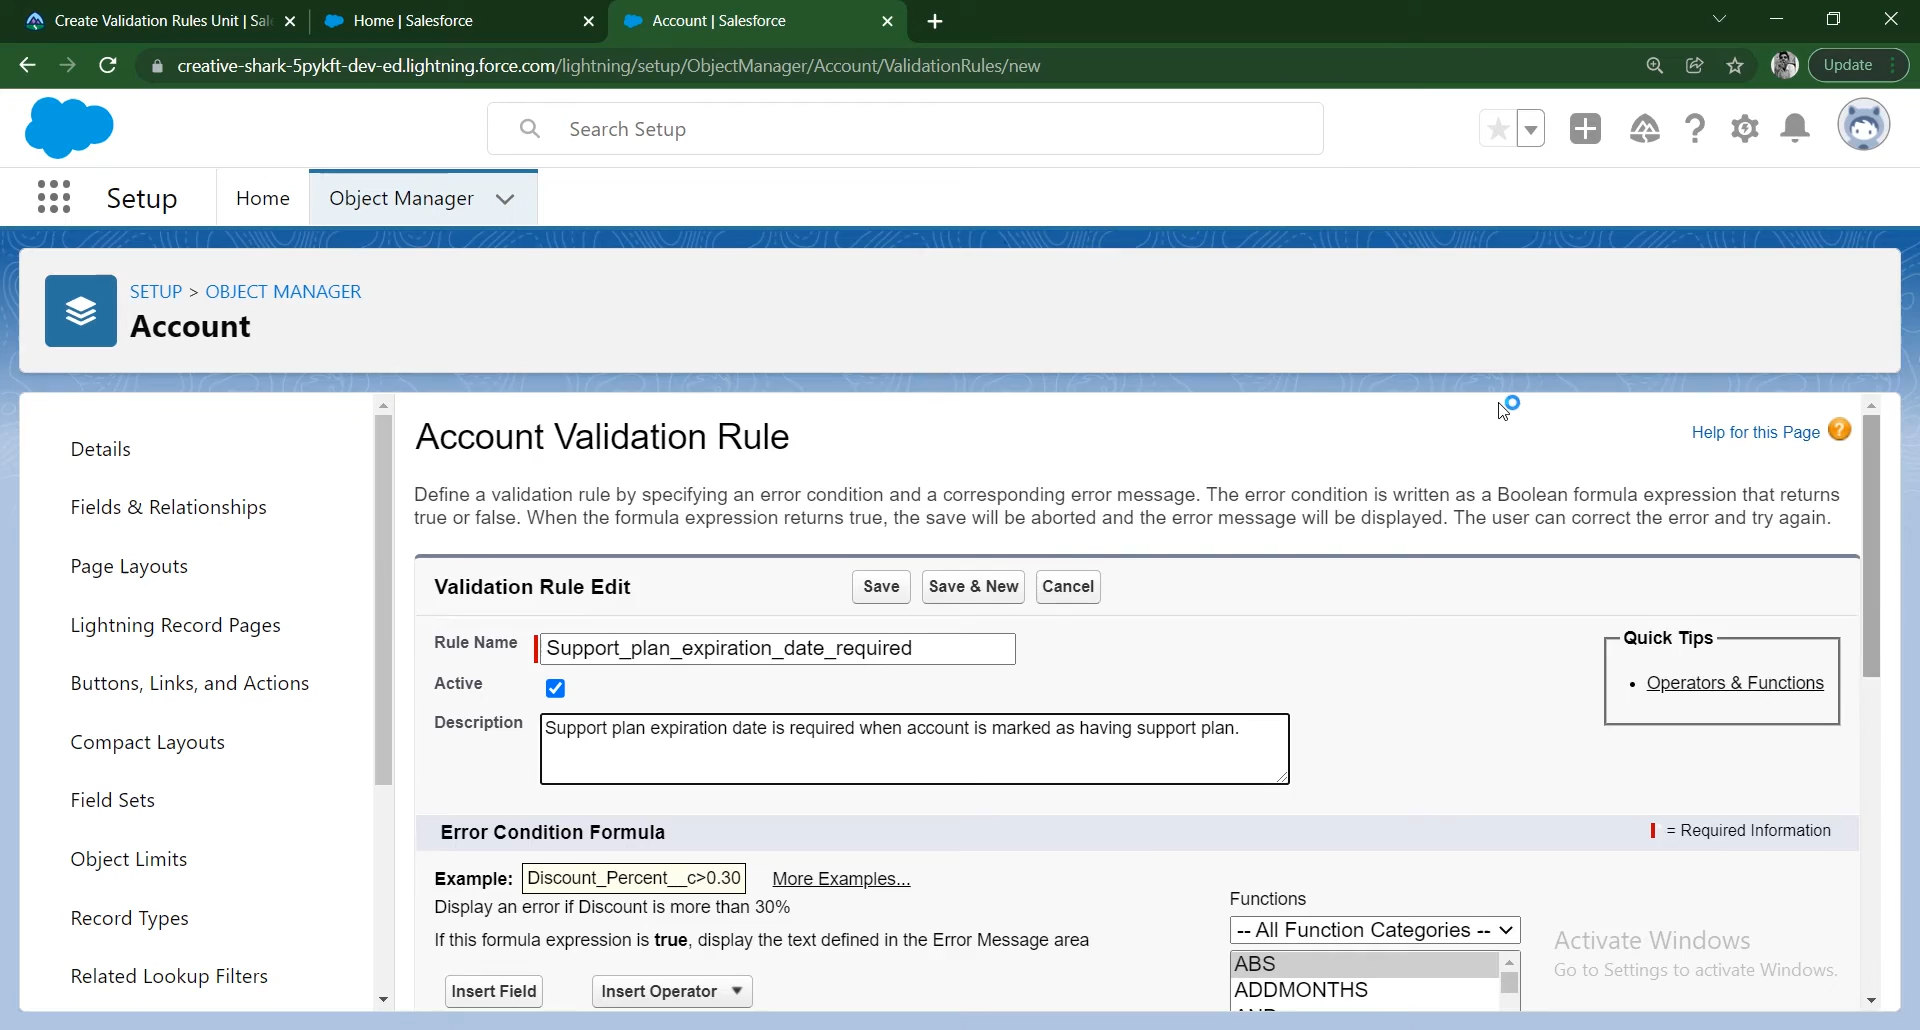 Create Validation Rules Unit | Sal
Home | Salesforce
Account | Salesforce
creative-shark-5pykft-dev-ed.lightning.force.com/lightning/setup/ObjectManager/Account/ValidationRules/new
Update
Search Setup
Setup
Home
Object Manager
SETUP > OBJECT MANAGER
Account
Details
Fields & Relationships
Page Layouts
Lightning Record Pages
Buttons, Links, and Actions
Compact Layouts
Field Sets
Object Limits
Record Types
Related Lookup Filters
Account Validation Rule
Help for this Page ?
Define a validation rule by specifying an error condition and a corresponding error message. The error condition is written as a Boolean formula expression that returns
true or false. When the formula expression returns true, the save will be aborted and the error message will be displayed. The user can correct the error and try again.
Validation Rule Edit
Save
Save & New
Cancel
Rule Name
Support_plan_expiration_date_required
Active
Description
Support plan expiration date is required when account is marked as having support plan.
Quick Tips
• Operators & Functions
Error Condition Formula
= Required Information
Example:
Discount_Percent__c>0.30
More Examples...
Display an error if Discount is more than 30%
If this formula expression is true, display the text defined in the Error Message area
Insert Field
Insert Operator
Functions
-- All Function Categories --
ABS
ADDMONTHS
Activate Windows
Go to Settings to activate Windows.